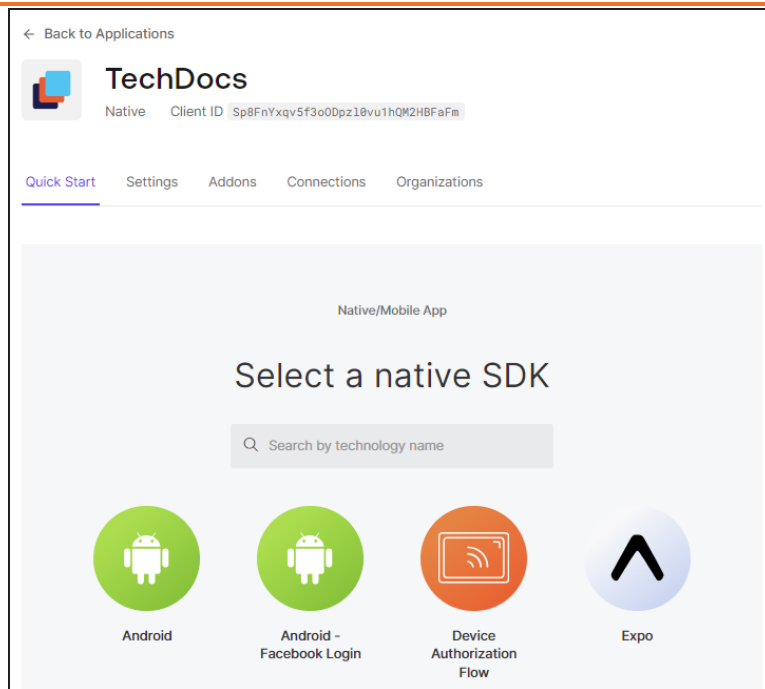 ← Back to Applications
TechDocs
Native Client ID Sp8FnYxqv5f3oODpzl0vu1hQM2HBFaFm
Quick Start Settings Addons Connections Organizations
Native/Mobile App
Select a native SDK
Search by technology name
Android Android - Facebook Login Device Authorization Flow Expo